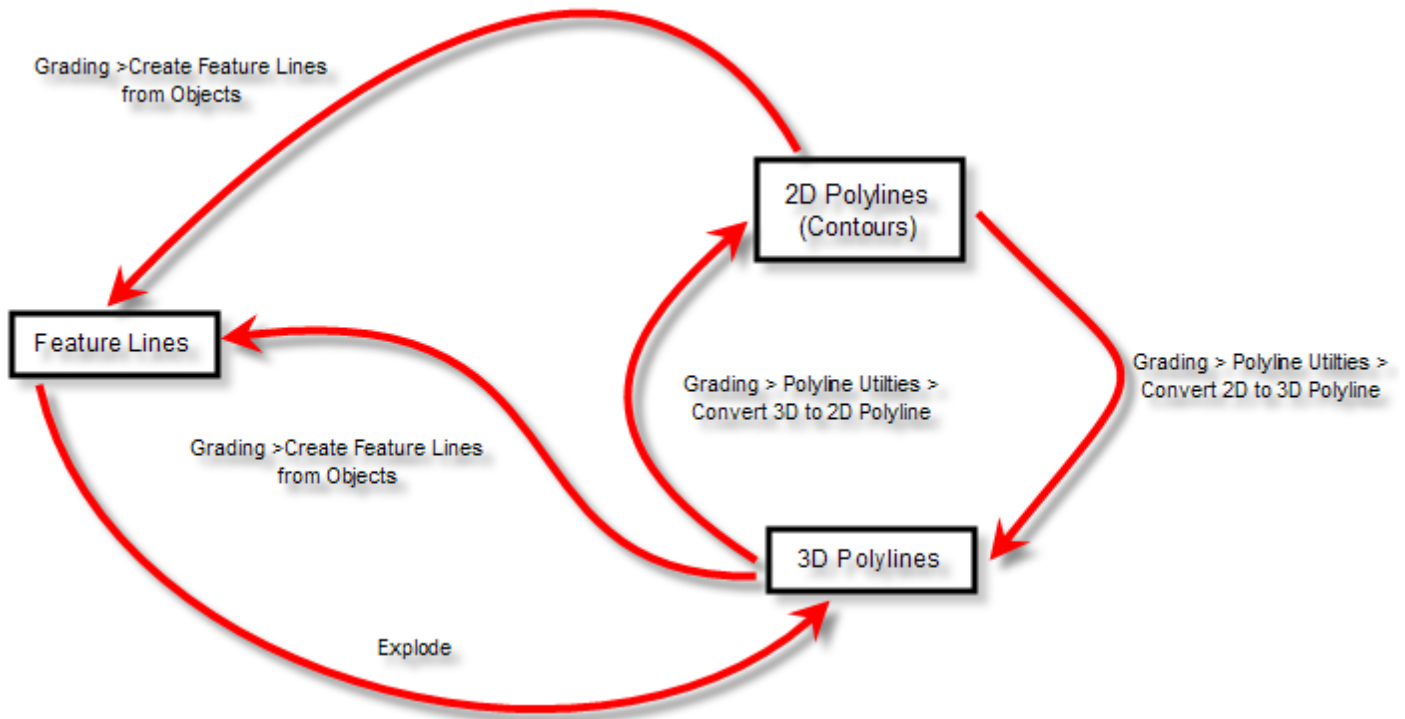 Grading >Create Feature Lines
from Objects
2D Polylines
(Contours)
Feature Lines
Grading > Polyline Utilties >
Convert 3D to 2D Polyline
Grading > Polyline Utilties >
Convert 2D to 3D Polyline
Grading >Create Feature Lines
from Objects
3D Polylines
Explode